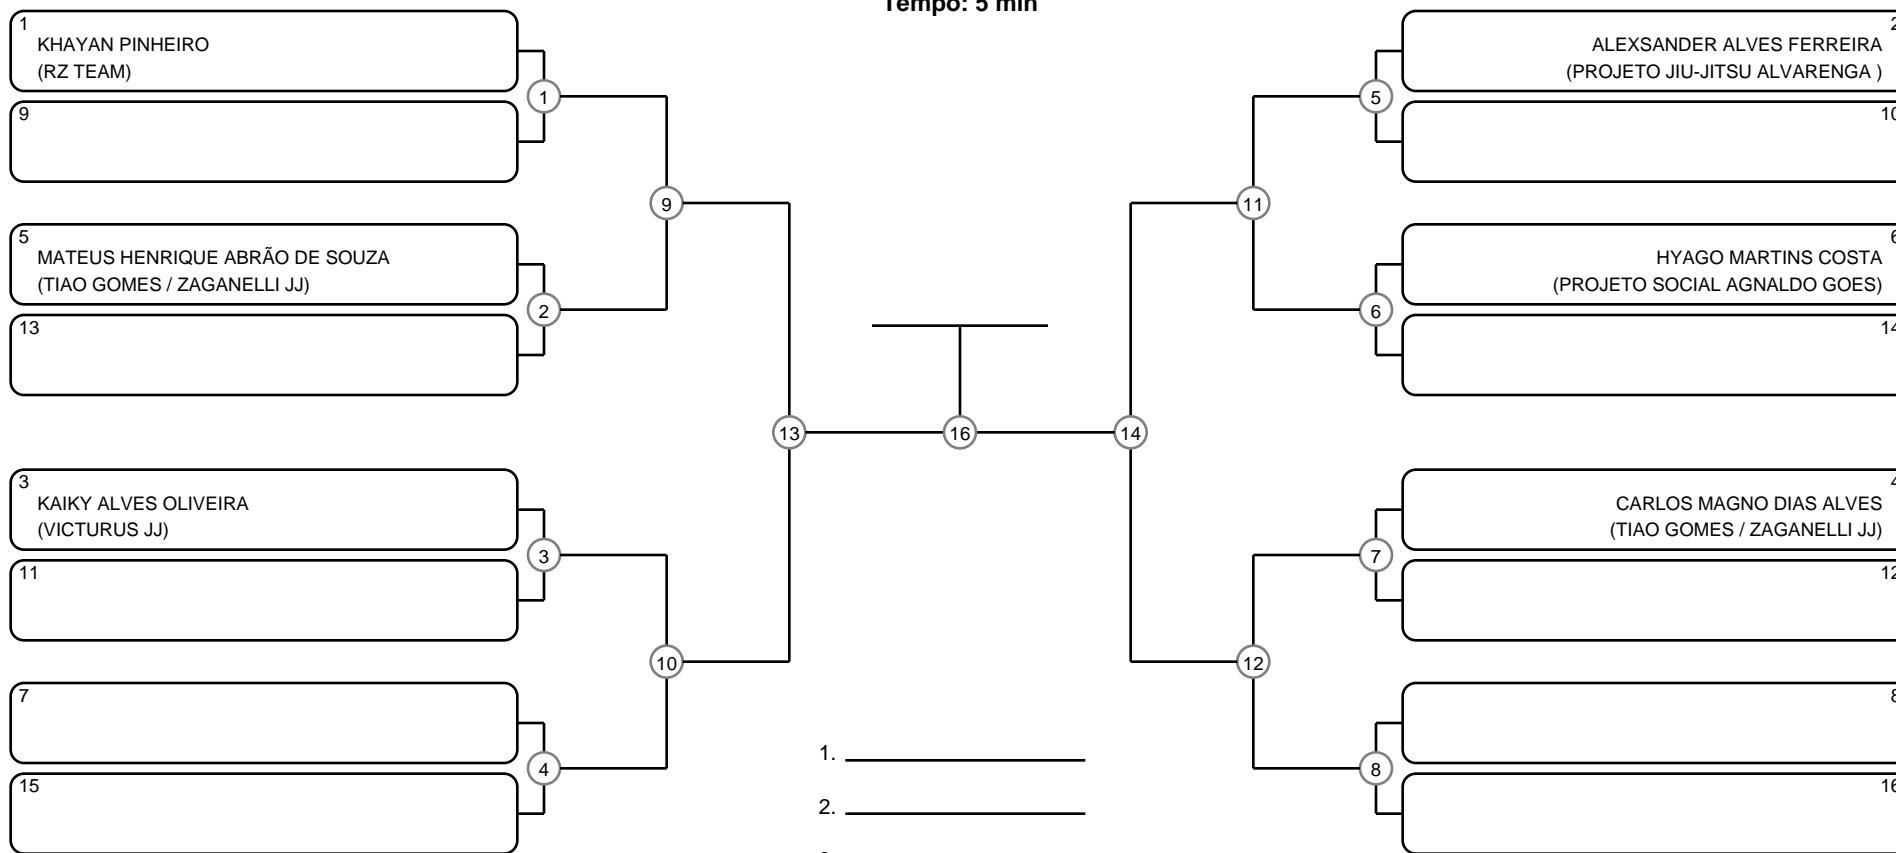 Tempo: 5 min
1
KHAYAN PINHEIRO
(RZ TEAM)
9
1
5
MATEUS HENRIQUE ABRÃO DE SOUZA
(TIAO GOMES / ZAGANELLI JJ)
13
2
9
3
KAIKY ALVES OLIVEIRA
(VICTURUS JJ)
11
3
7
15
4
10
13
16
14
2
ALEXSANDER ALVES FERREIRA
(PROJETO JIU-JITSU ALVARENGA )
10
5
6
HYAGO MARTINS COSTA
(PROJETO SOCIAL AGNALDO GOES)
14
6
11
4
CARLOS MAGNO DIAS ALVES
(TIAO GOMES / ZAGANELLI JJ)
12
7
8
16
8
12
1.
2.